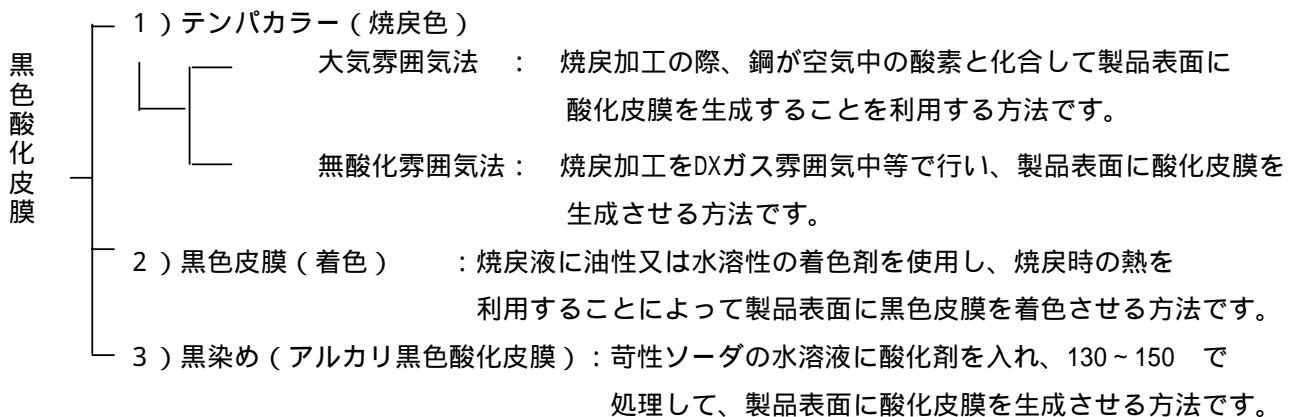 黒色酸化皮膜
1）テンパカラー（焼戻色）
大気雰囲気法 ： 焼戻加工の際、鋼が空気中の酸素と化合して製品表面に
酸化皮膜を生成することを利用する方法です。
無酸化雰囲気法： 焼戻加工をDXガス雰囲気中等で行い、製品表面に酸化皮膜を
生成させる方法です。
2）黒色皮膜（着色） ：焼戻液に油性又は水溶性の着色剤を使用し、焼戻時の熱を
利用することによって製品表面に黒色皮膜を着色させる方法です。
3）黒染め（アルカリ黒色酸化皮膜）：苛性ソーダの水溶液に酸化剤を入れ、130～150 で
処理して、製品表面に酸化皮膜を生成させる方法です。